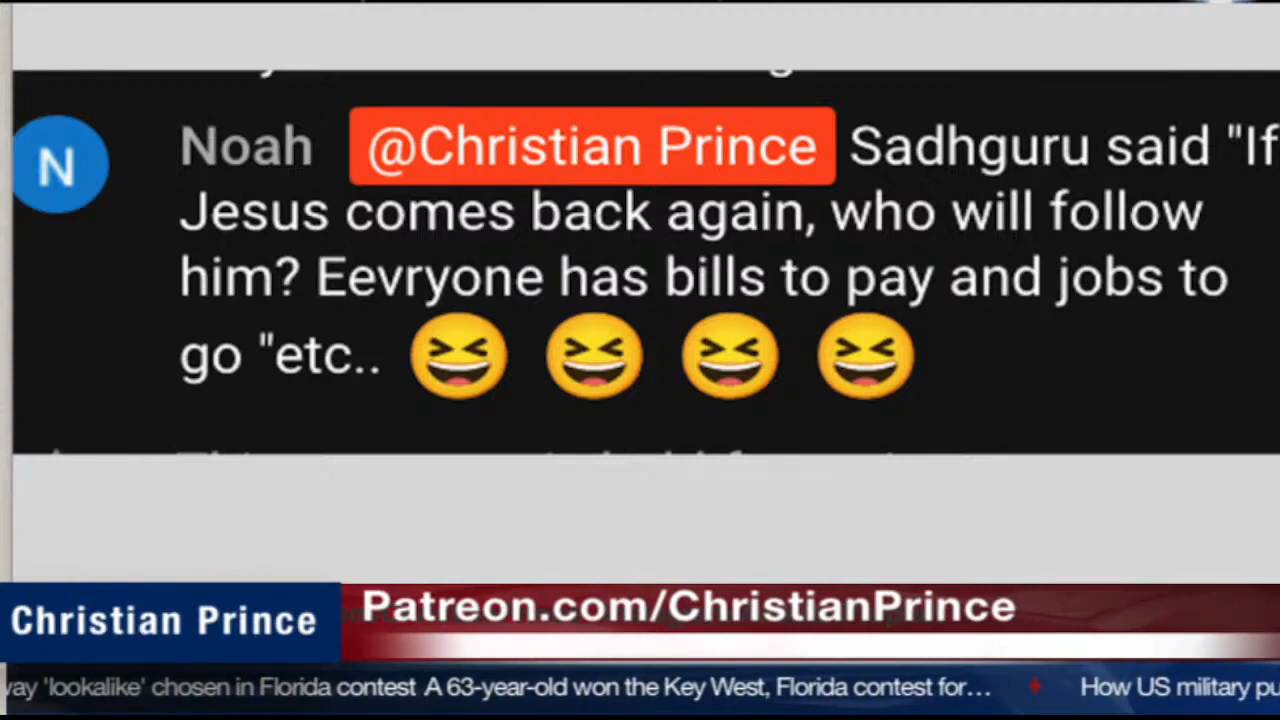 N
Noah @Christian Prince Sadhguru said "If
Jesus comes back again, who will follow
him? Eevryone has bills to pay and jobs to
go "etc.. 😆 😆 😆 😆
Christian Prince
Patreon.com/ChristianPrince
'lookalike' chosen in Florida contest A 63-year-old won the Key West, Florida contest for… How US military